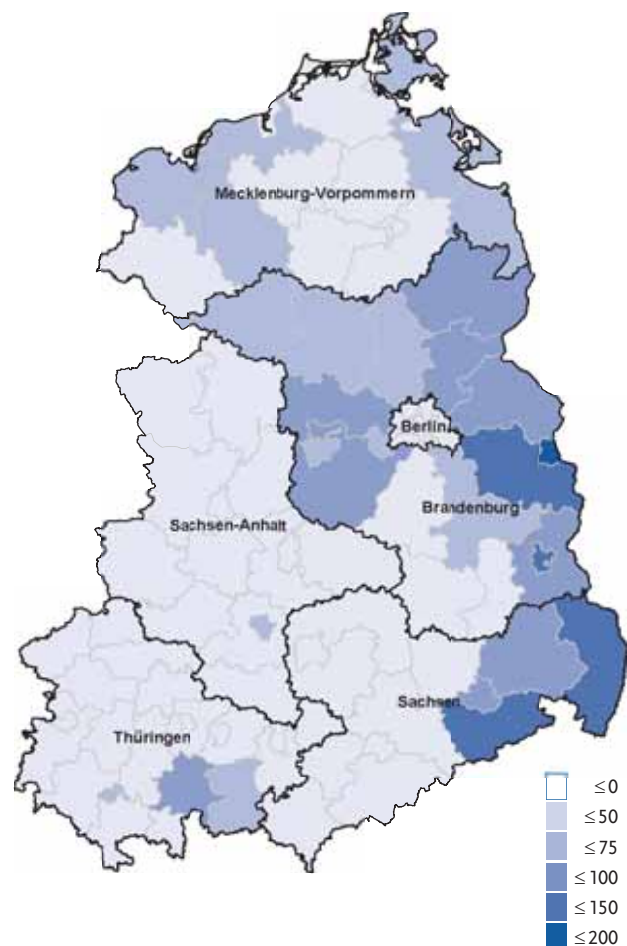 Mecklenburg-Vorpommern
Berlin
Brandenburg
Sachsen-Anhalt
Sachsen
Thüringen
≤0
≤50
≤75
≤100
≤150
≤200